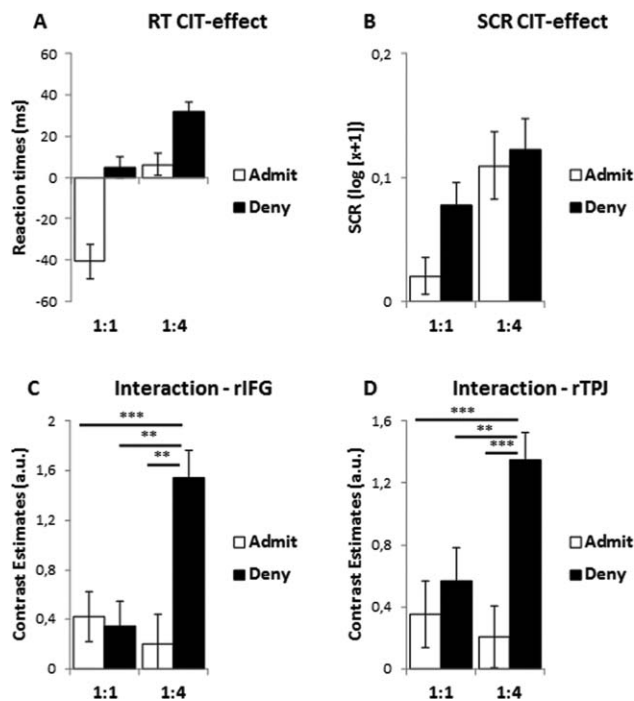 A RT CIT-effect
Reaction times (ms)
60
40
20
0
-20
-40
-60
1:1 1:4
Admit
Deny
B SCR CIT-effect
SCR (log [x+1])
0,2
0,1
0
1:1 1:4
Admit
Deny
C Interaction - rIFG
Contrast Estimates (a.u.)
2
1,6
1,2
0,8
0,4
0
***
**
**
1:1 1:4
Admit
Deny
D Interaction - rTPJ
Contrast Estimates (a.u.)
1,6
1,2
0,8
0,4
0
***
**
***
1:1 1:4
Admit
Deny